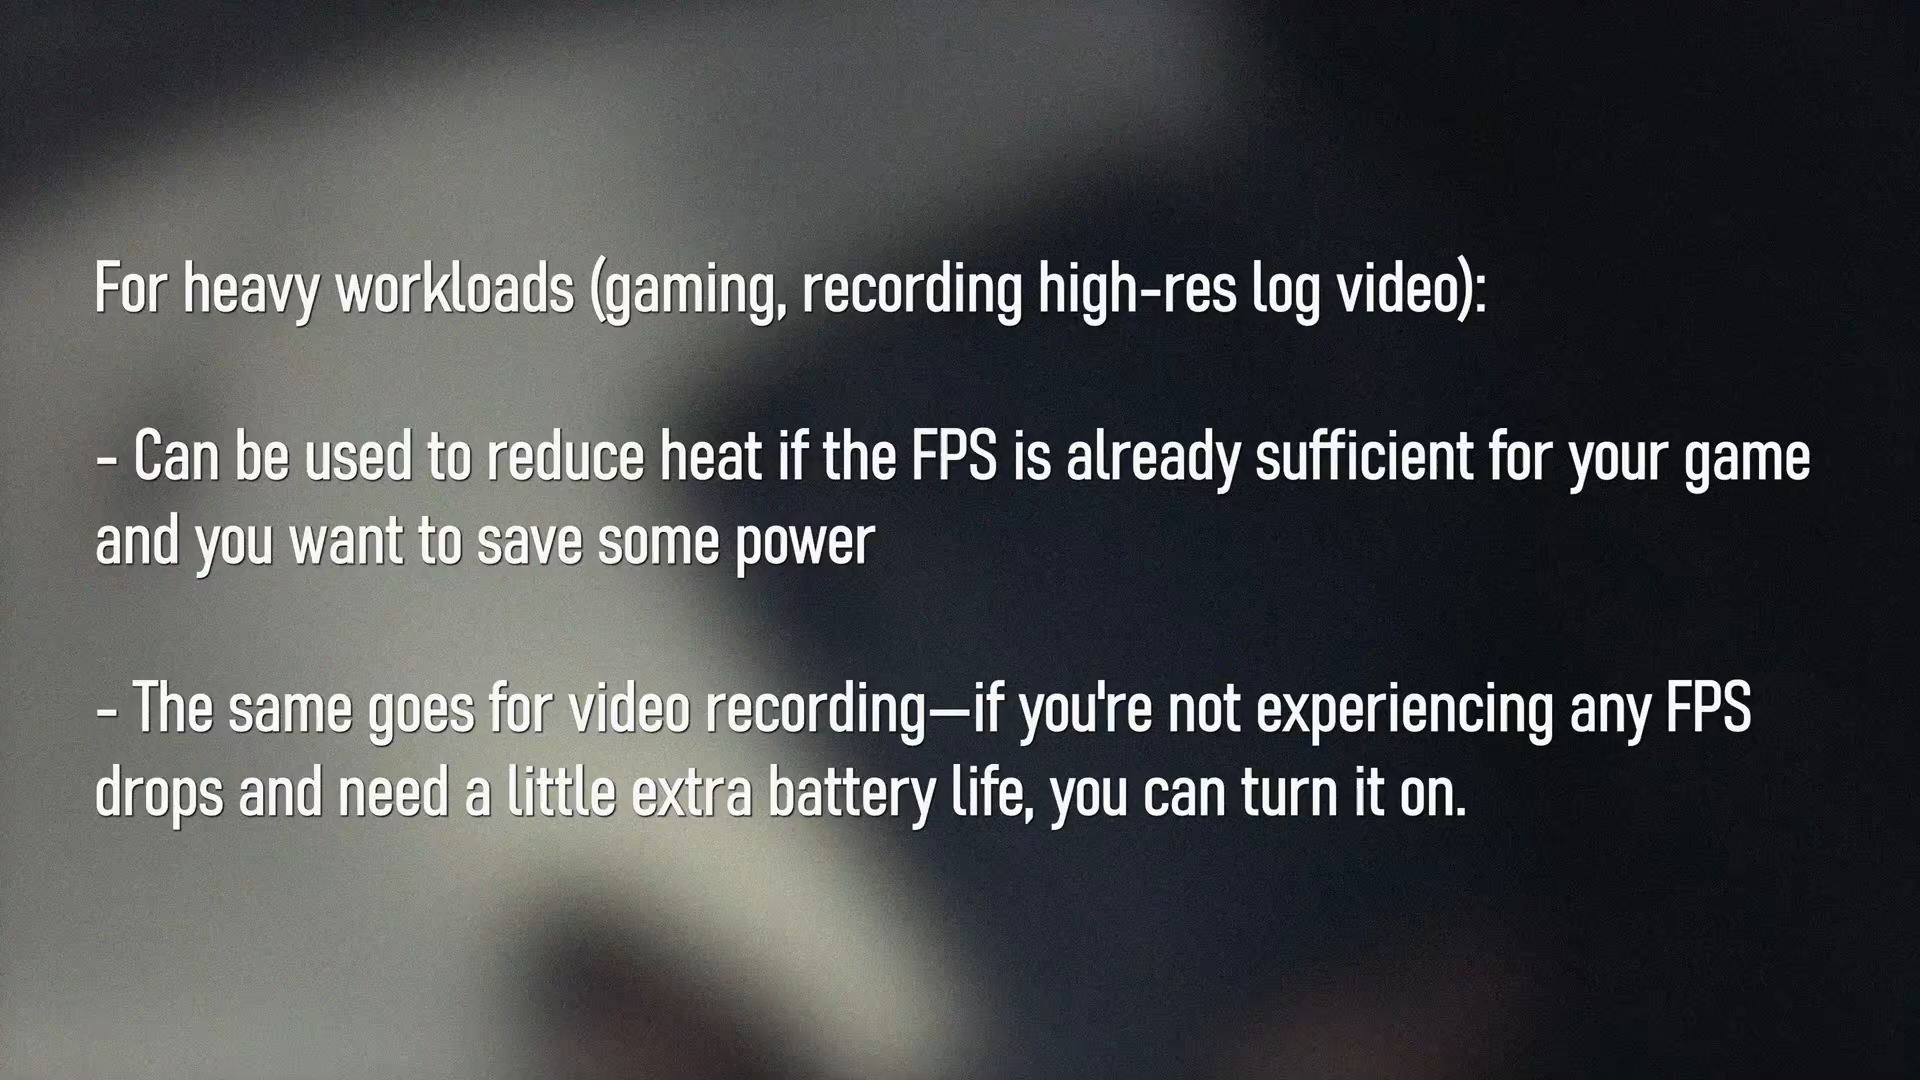 For heavy workloads (gaming, recording high-res log video):
- Can be used to reduce heat if the FPS is already sufficient for your game
and you want to save some power
- The same goes for video recording—if you're not experiencing any FPS
drops and need a little extra battery life, you can turn it on.